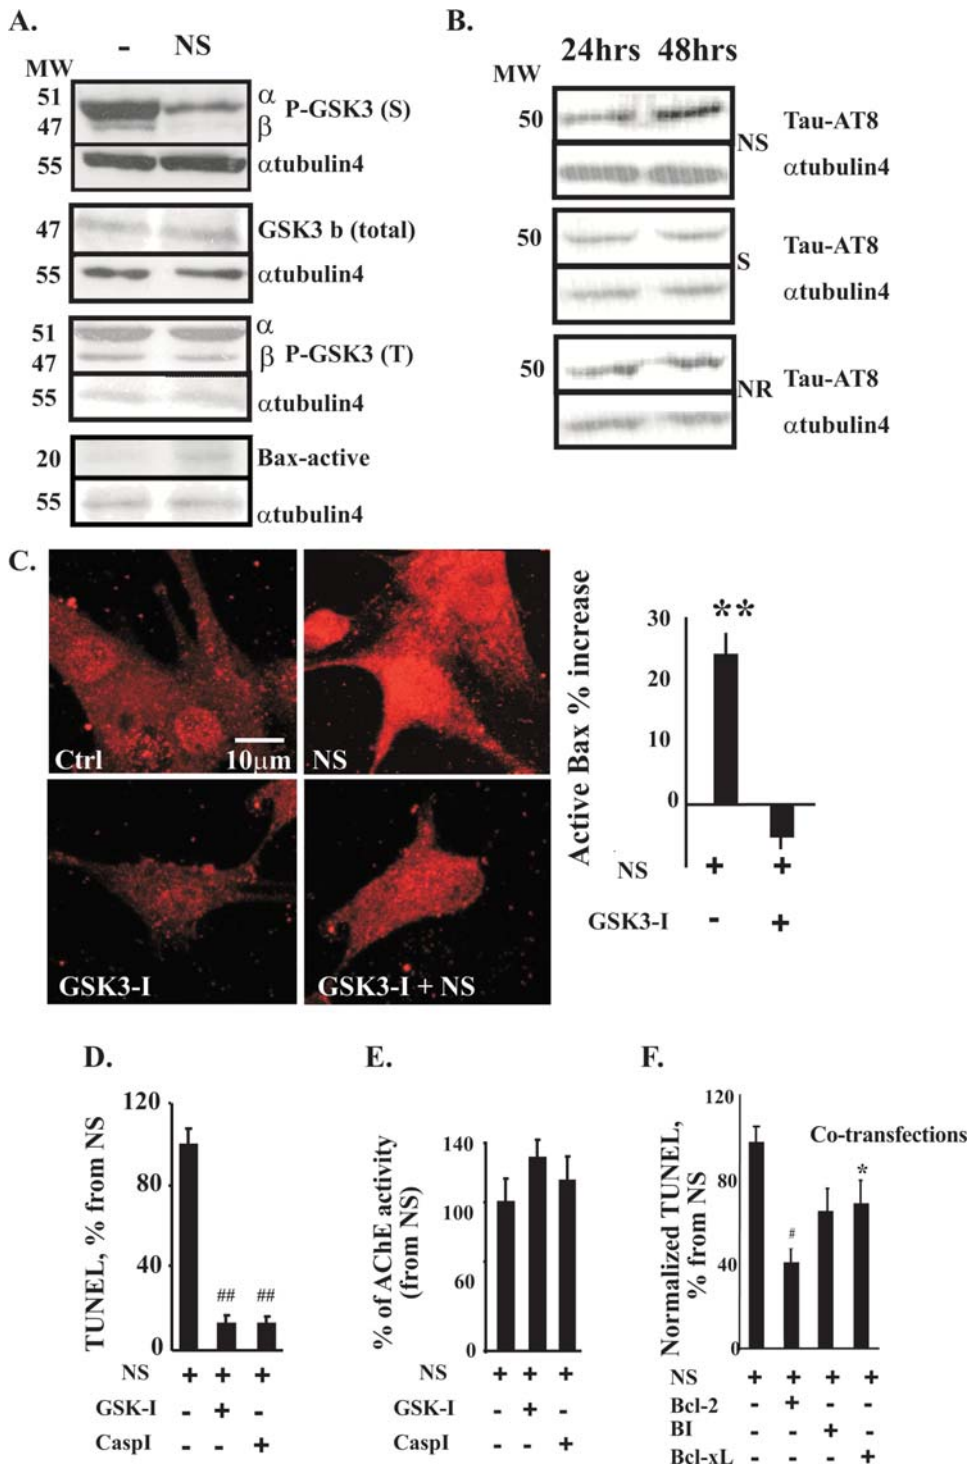 A.
- NS
MW
51 α
P-GSK3 (S)
47 β
55 αtubulin4
47 GSK3 b (total)
55 αtubulin4
51 α
47 β P-GSK3 (T)
55 αtubulin4
20 Bax-active
55 αtubulin4
B.
24hrs 48hrs
MW
50 Tau-AT8
NS
αtubulin4
50 Tau-AT8
S
αtubulin4
50 Tau-AT8
NR
αtubulin4
C.
Ctrl
10μm
NS
GSK3-I
GSK3-I + NS
Active Bax % increase
30
20
10
0
**
NS + +
GSK3-I - +
D.
TUNEL, % from NS
120
80
40
0
## ##
NS + + +
GSK-I - + -
CaspI - - +
E.
% of AChE activity
(from NS)
140
100
60
0
NS + + +
GSK-I - + -
CaspI - - +
F.
Normalized TUNEL,
% from NS
120
80
40
0
Co-transfections
# *
NS + + + +
Bcl-2 - + - -
BI - - + -
Bcl-xL - - - +